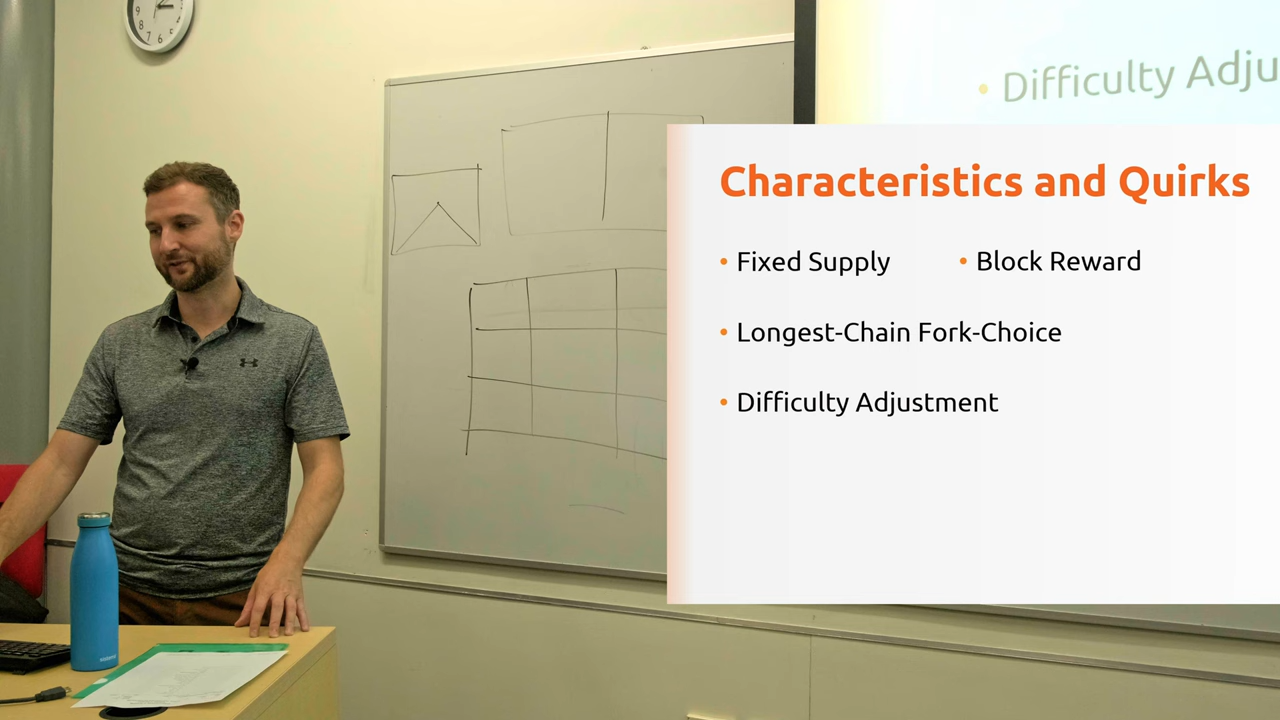 Difficulty Adju
Characteristics and Quirks
• Fixed Supply • Block Reward
• Longest-Chain Fork-Choice
• Difficulty Adjustment